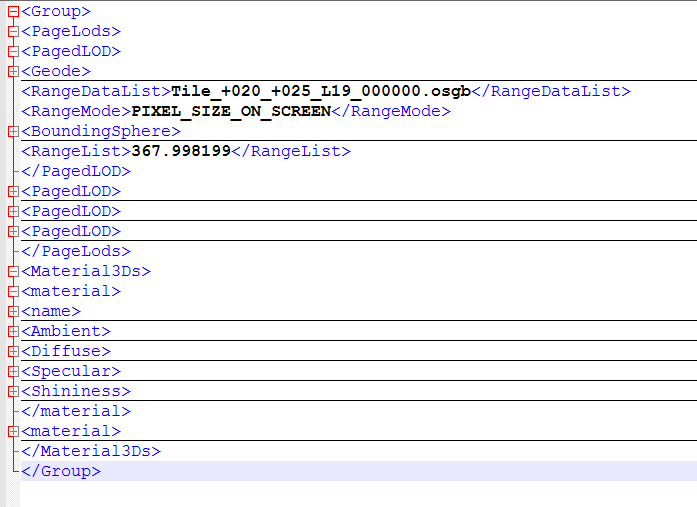 <Group>
<PageLods>
<PagedLOD>
<Geode>
<RangeDataList>Tile_+020_+025_L19_000000.osgb</RangeDataList>
<RangeMode>PIXEL_SIZE_ON_SCREEN</RangeMode>
<BoundingSphere>
<RangeList>367.998199</RangeList>
</PagedLOD>
<PagedLOD>
<PagedLOD>
<PagedLOD>
</PageLods>
<Material3Ds>
<material>
<name>
<Ambient>
<Diffuse>
<Specular>
<Shininess>
</material>
<material>
</Material3Ds>
</Group>